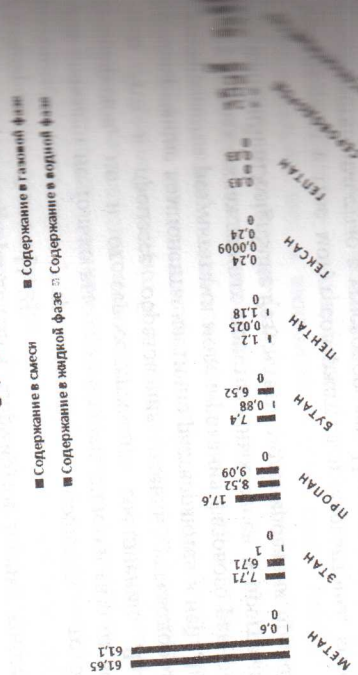 Содержание в смеси
Содержание в газовой фазе
Содержание в жидкой фазе
Содержание в водной фазе
61,65
61,1
0,6
0
7,71
6,71
1
0
17,6
8,52
9,09
0
7,4
0,88
6,52
0
1,2
0,025
1,18
0
0,24
0,0009
0,24
0
0,03
0
0,03
0
МЕТАН
ЭТАН
ПРОПАН
БУТАН
ПЕНТАН
ГЕКСАН
ГЕПТАН